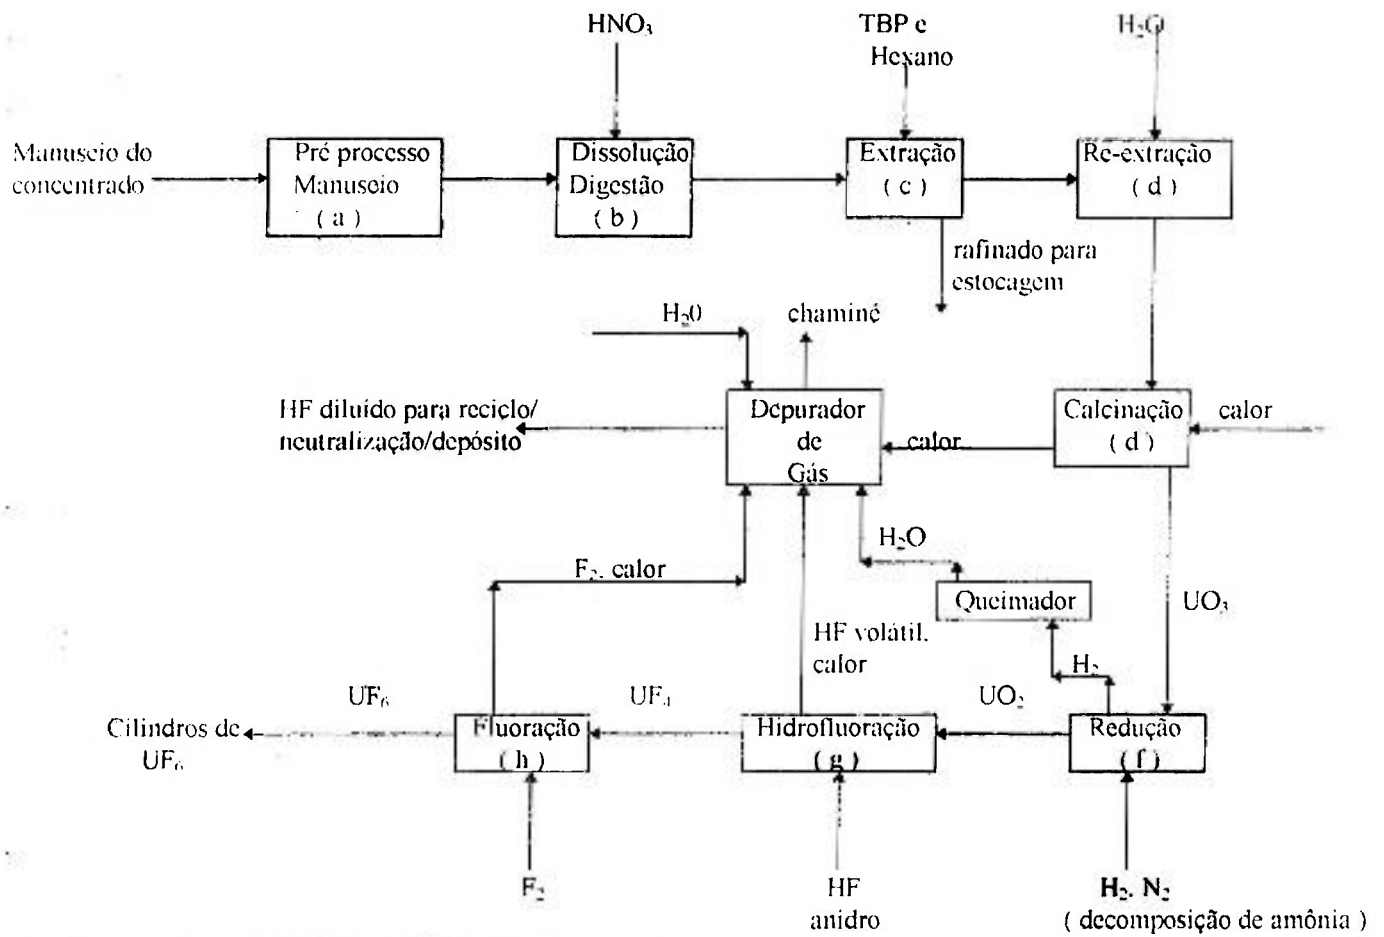 HNO₃
TBP e
Hexano
H₂O
Manuseio do
concentrado
Pré processo
Manuseio
( a )
Dissolução
Digestão
( b )
Extração
( c )
Re-extração
( d )
rafinado para
estocagem
H₂0
chaminé
HF diluído para reciclo/
neutralização/depósito
Depurador
de
Gás
calor
Calcinação
( d )
calor
H₂O
F₂, calor
Queimador
UO₃
HF volátil,
calor
H₂
UF₆
UF₄
UO₂
Cilindros de
UF₆
Fluoração
( h )
Hidrofluoração
( g )
Redução
( f )
F₂
HF
anidro
H₂, N₂
( decomposição de amônia )